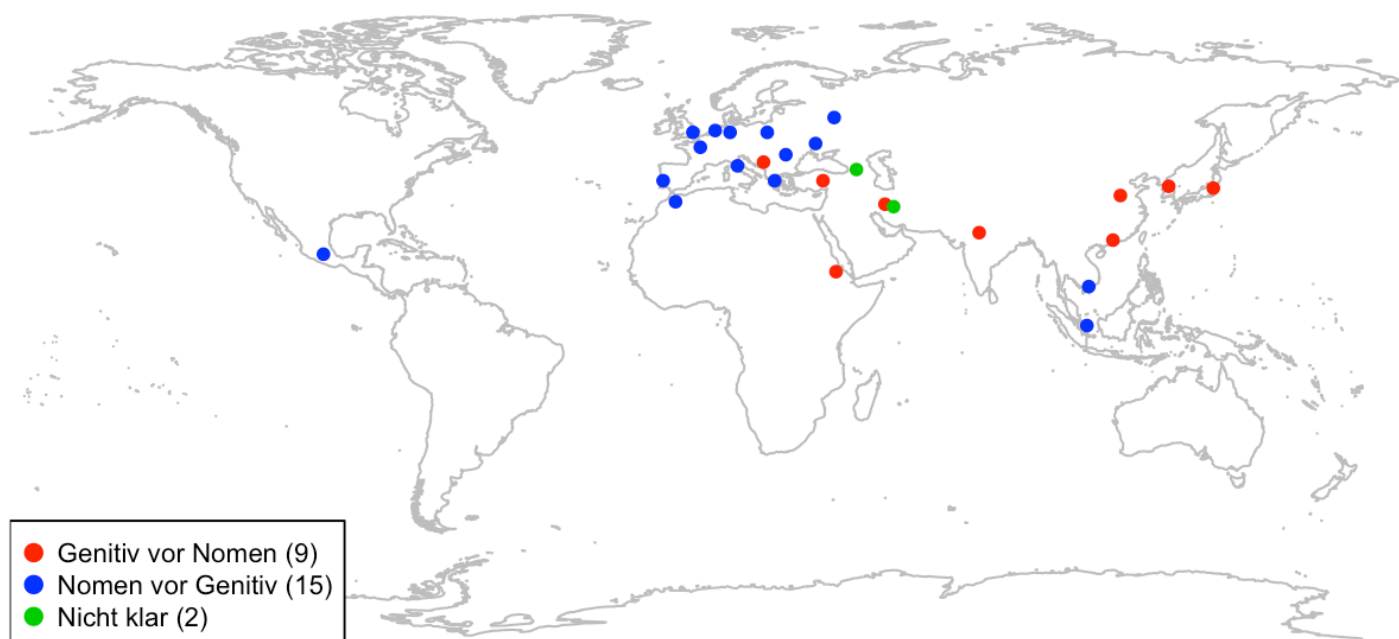 Genitiv vor Nomen (9)
Nomen vor Genitiv (15)
Nicht klar (2)